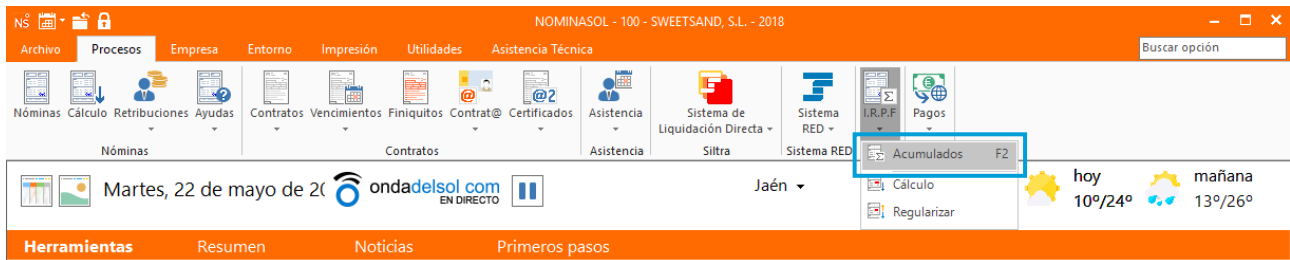 NS NOMINASOL - 100 - SWEETSAND, S.L. - 2018
Archivo Procesos Empresa Entorno Impresión Utilidades Asistencia Técnica Buscar opción
Nóminas Cálculo Retribuciones Ayudas Contratos Vencimientos Finiquitos Contrat@ Certificados Asistencia Sistema de Liquidación Directa Sistema RED I.R.P.F Pagos
Nóminas Contratos Asistencia Siltra Sistema RED
Acumulados F2
Cálculo
Regularizar
Martes, 22 de mayo de 2( ondadelsol com Jaén hoy mañana
EN DIRECTO 10º/24º 13º/26º
Herramientas Resumen Noticias Primeros pasos